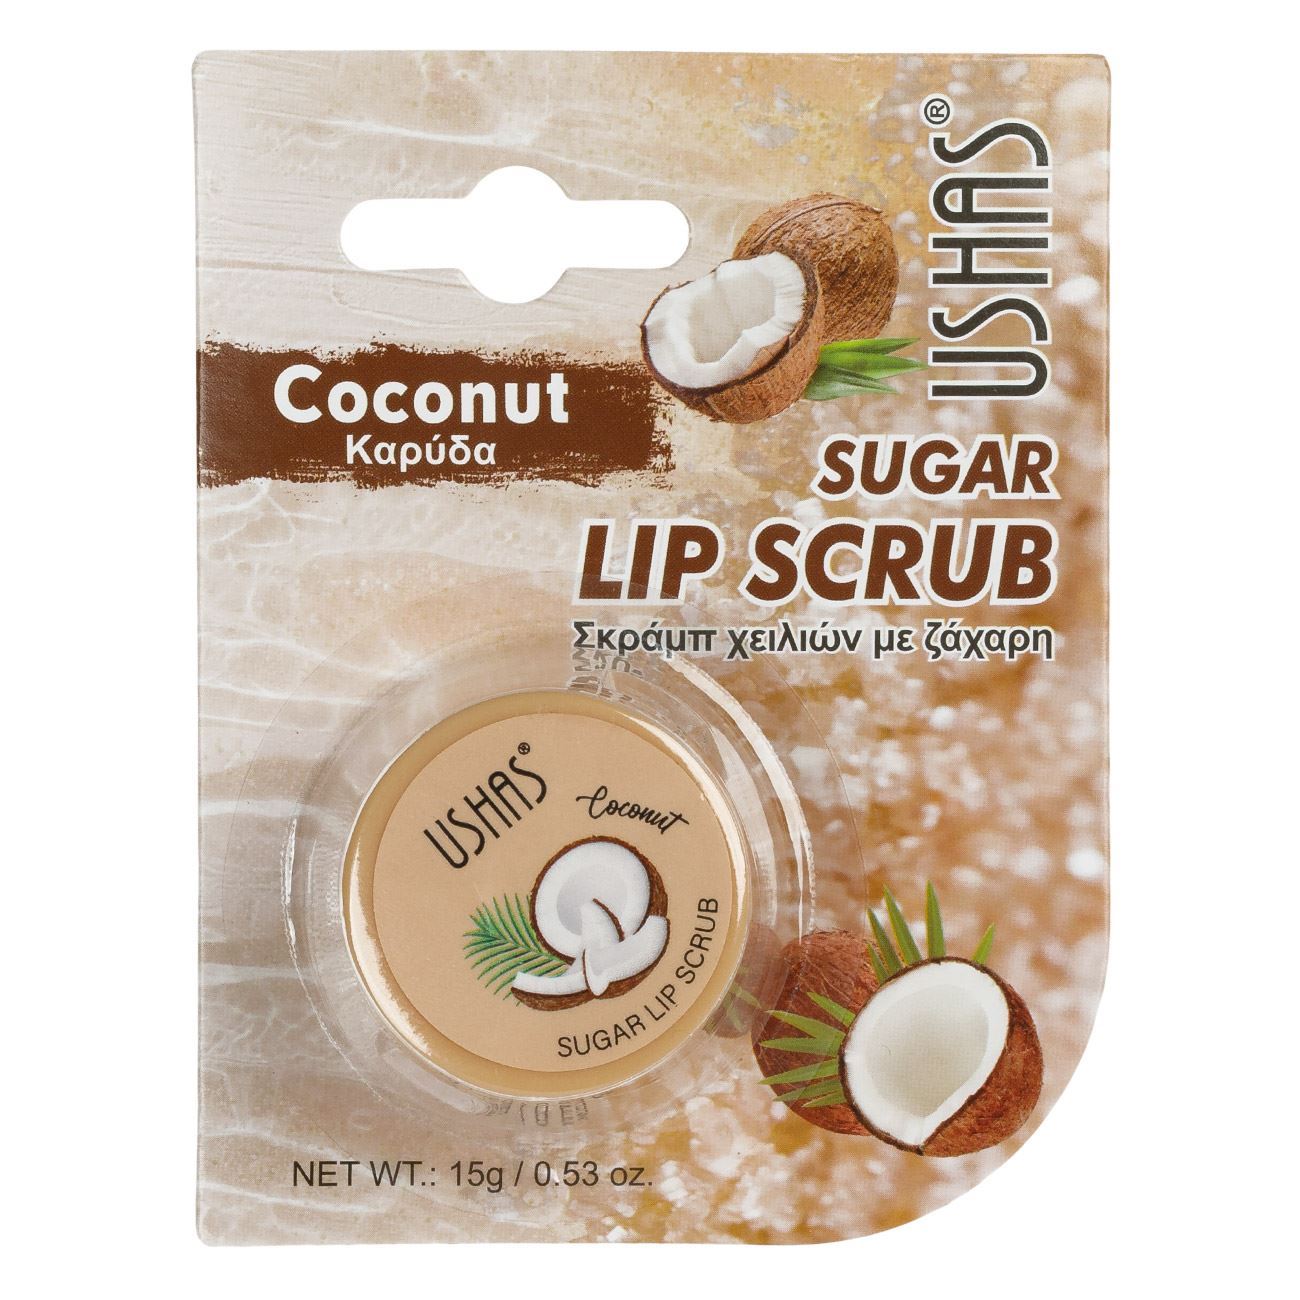 USHAS®
Coconut
Καρύδα
SUGAR
LIP SCRUB
Σκράμπ χειλιών με ζάχαρη
USHAS®
Coconut
SUGAR LIP SCRUB
NET WT.: 15g / 0.53 oz.